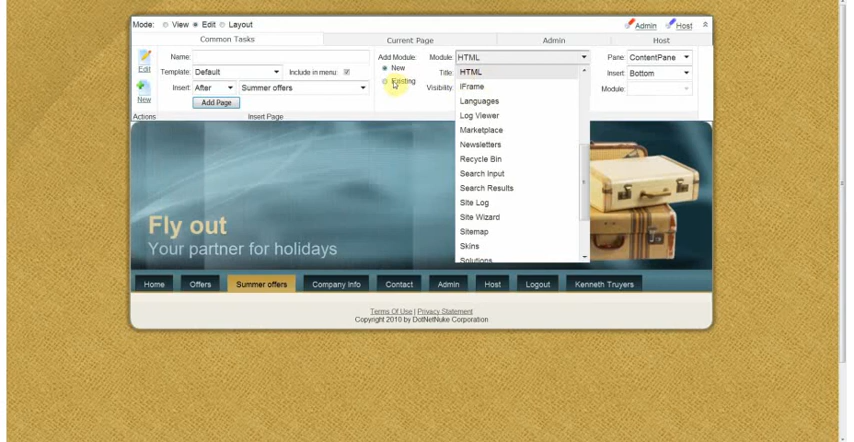 Mode: View Edit Layout
Admin Host
Common Tasks Current Page Admin Host
Name: Add Module: Module: HTML Pane: ContentPane
Edit Template: Default Include in menu: New Title: Insert: Bottom
Insert: After Summer offers Existing Visibility: Module:
New Add Page
Actions Insert Page
HTML
IFrame
Languages
Log Viewer
Marketplace
Newsletters
Recycle Bin
Search Input
Search Results
Site Log
Site Wizard
Sitemap
Skins
Solutions
Fly out
Your partner for holidays
Home Offers Summer offers Company Info Contact Admin Host Logout Kenneth Truyers
Terms Of Use | Privacy Statement
Copyright 2010 by DotNetNuke Corporation